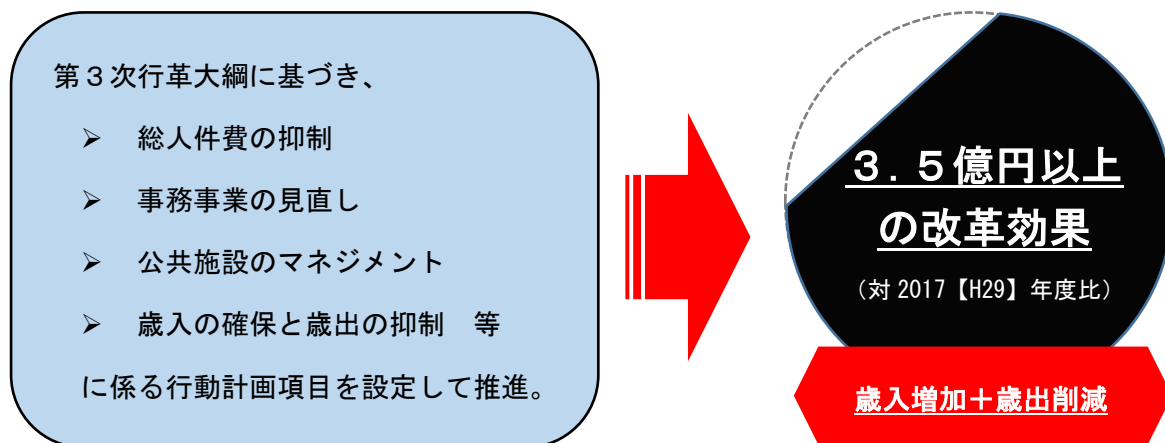 第３次行革大綱に基づき、
➢ 総人件費の抑制
➢ 事務事業の見直し
➢ 公共施設のマネジメント
➢ 歳入の確保と歳出の抑制　等
に係る行動計画項目を設定して推進。
３．５億円以上
の改革効果
（対 2017【H29】年度比）
歳入増加＋歳出削減